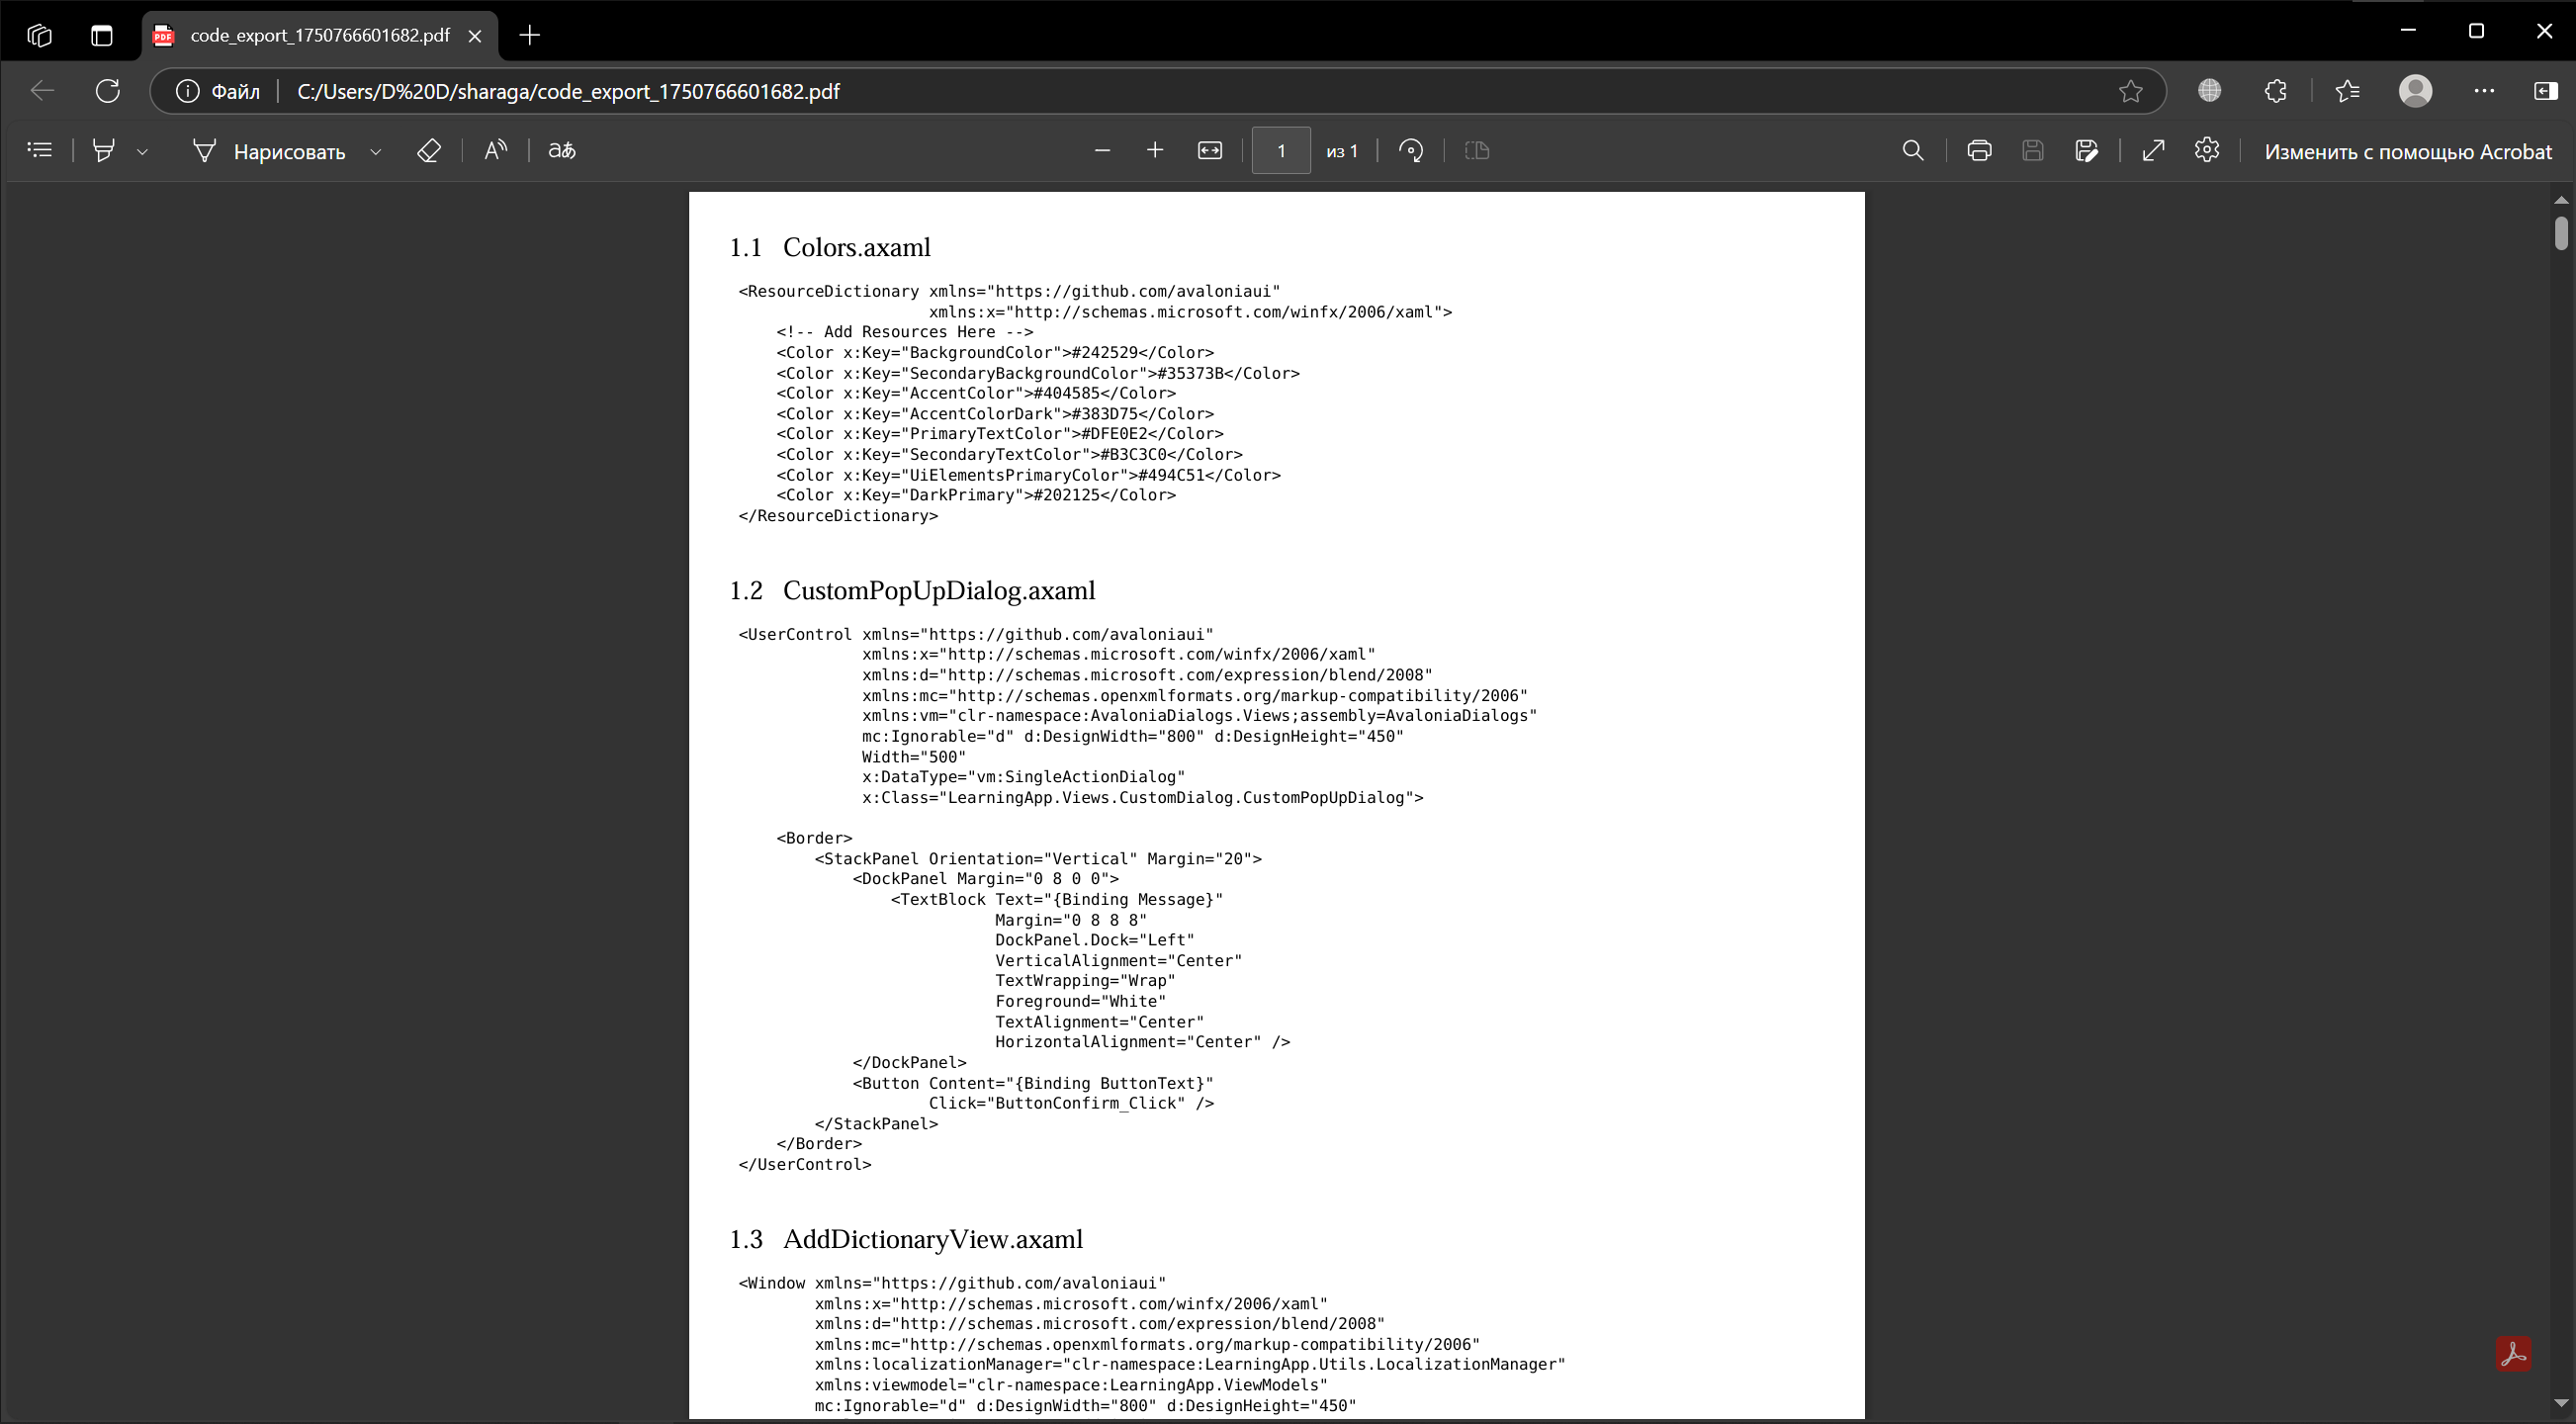 code_export_1750766601682.pdf
Файл C:/Users/D%20D/sharaga/code_export_1750766601682.pdf
Нарисовать A aあ 1 из 1 Изменить с помощью Acrobat
1.1 Colors.axaml
<ResourceDictionary xmlns="https://github.com/avaloniaui"
                    xmlns:x="http://schemas.microsoft.com/winfx/2006/xaml">
    <!-- Add Resources Here -->
    <Color x:Key="BackgroundColor">#242529</Color>
    <Color x:Key="SecondaryBackgroundColor">#35373B</Color>
    <Color x:Key="AccentColor">#404585</Color>
    <Color x:Key="AccentColorDark">#383D75</Color>
    <Color x:Key="PrimaryTextColor">#DFE0E2</Color>
    <Color x:Key="SecondaryTextColor">#B3C3C0</Color>
    <Color x:Key="UiElementsPrimaryColor">#494C51</Color>
    <Color x:Key="DarkPrimary">#202125</Color>
</ResourceDictionary>
1.2 CustomPopUpDialog.axaml
<UserControl xmlns="https://github.com/avaloniaui"
             xmlns:x="http://schemas.microsoft.com/winfx/2006/xaml"
             xmlns:d="http://schemas.microsoft.com/expression/blend/2008"
             xmlns:mc="http://schemas.openxmlformats.org/markup-compatibility/2006"
             xmlns:vm="clr-namespace:AvaloniaDialogs.Views;assembly=AvaloniaDialogs"
             mc:Ignorable="d" d:DesignWidth="800" d:DesignHeight="450"
             Width="500"
             x:DataType="vm:SingleActionDialog"
             x:Class="LearningApp.Views.CustomDialog.CustomPopUpDialog">
    <Border>
        <StackPanel Orientation="Vertical" Margin="20">
            <DockPanel Margin="0 8 0 0">
                <TextBlock Text="{Binding Message}"
                           Margin="0 8 8 8"
                           DockPanel.Dock="Left"
                           VerticalAlignment="Center"
                           TextWrapping="Wrap"
                           Foreground="White"
                           TextAlignment="Center"
                           HorizontalAlignment="Center" />
            </DockPanel>
            <Button Content="{Binding ButtonText}"
                    Click="ButtonConfirm_Click" />
        </StackPanel>
    </Border>
</UserControl>
1.3 AddDictionaryView.axaml
<Window xmlns="https://github.com/avaloniaui"
        xmlns:x="http://schemas.microsoft.com/winfx/2006/xaml"
        xmlns:d="http://schemas.microsoft.com/expression/blend/2008"
        xmlns:mc="http://schemas.openxmlformats.org/markup-compatibility/2006"
        xmlns:localizationManager="clr-namespace:LearningApp.Utils.LocalizationManager"
        xmlns:viewmodel="clr-namespace:LearningApp.ViewModels"
        mc:Ignorable="d" d:DesignWidth="800" d:DesignHeight="450"